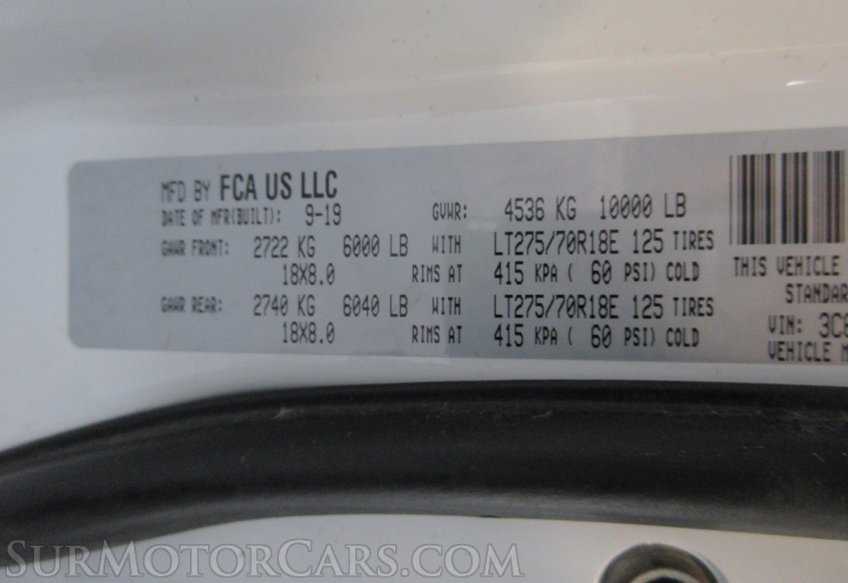 MFD BY FCA US LLC
DATE OF MFR(BUILT): 9-19 GVWR: 4536 KG 10000 LB
GAWR FRONT: 2722 KG 6000 LB WITH LT275/70R18E 125 TIRES
18X8.0 RIMS AT 415 KPA ( 60 PSI) COLD
GAWR REAR: 2740 KG 6040 LB WITH LT275/70R18E 125 TIRES
18X8.0 RIMS AT 415 KPA ( 60 PSI) COLD
THIS VEHICLE
STANDAR
VIN: 3C6
VEHICLE M
SurMotorCars.com